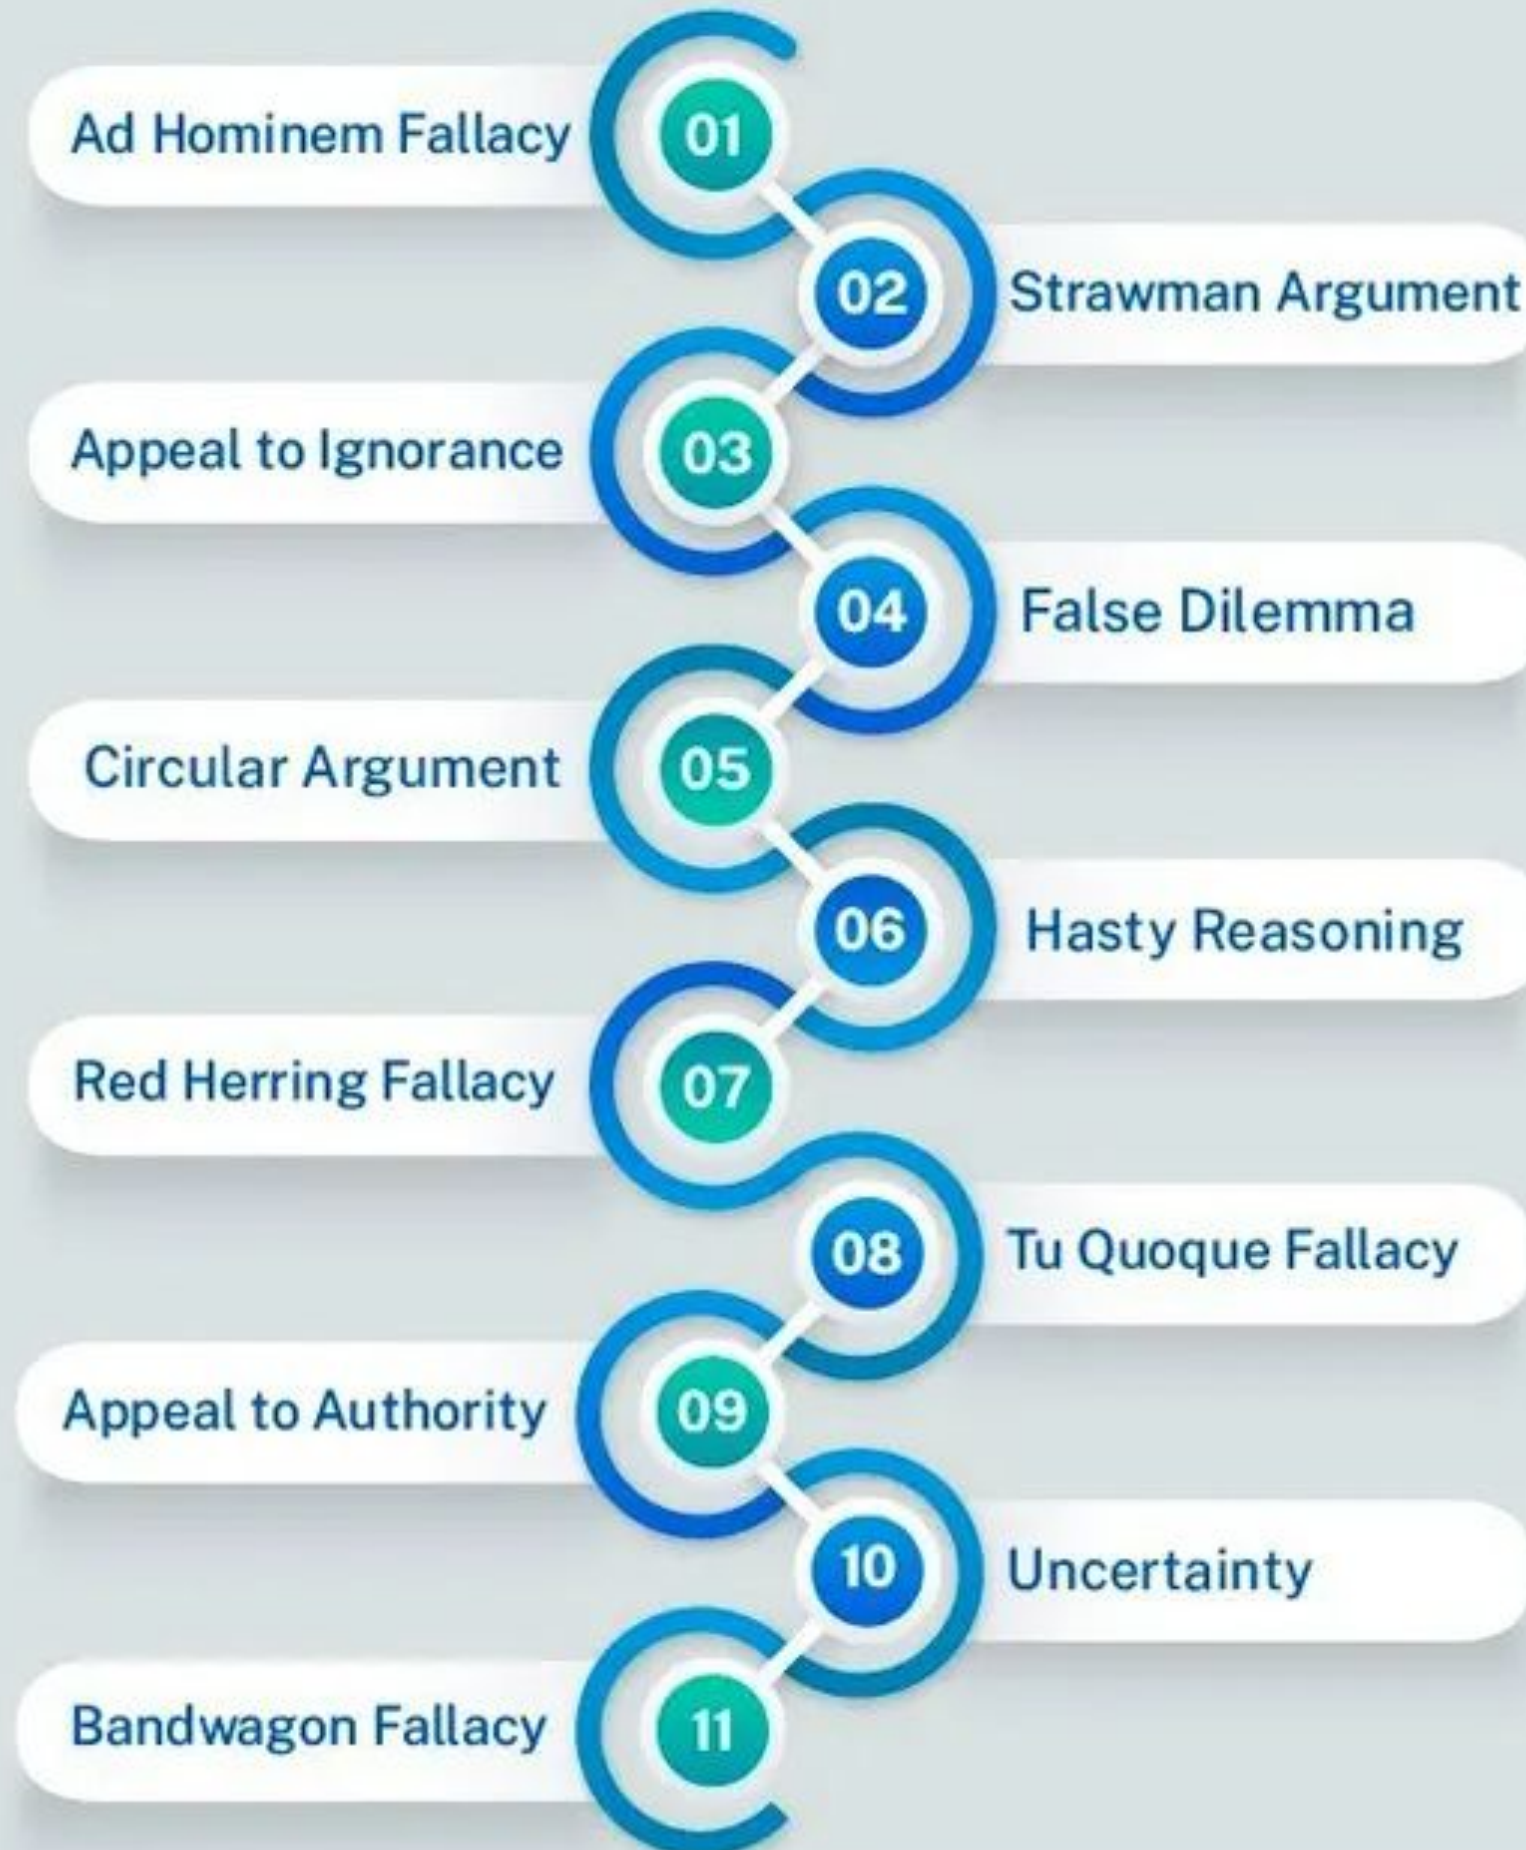 Ad Hominem Fallacy
01
02
Strawman Argument
Appeal to Ignorance
03
04
False Dilemma
Circular Argument
05
06
Hasty Reasoning
Red Herring Fallacy
07
08
Tu Quoque Fallacy
Appeal to Authority
09
10
Uncertainty
Bandwagon Fallacy
11